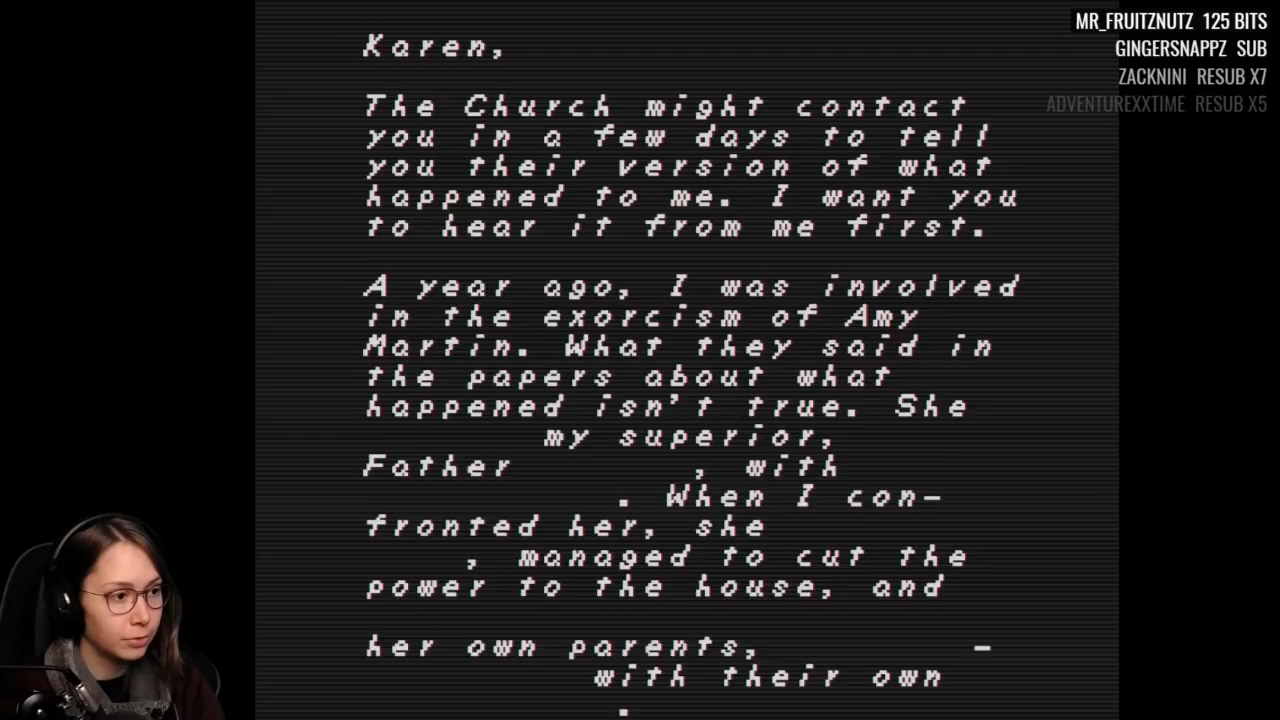 Karen,
The Church might contact
you in a few days to tell
you their version of what
happened to me. I want you
to hear it from me first.
A year ago, I was involved
in the exorcism of Amy
Martin. What they said in
the papers about what
happened isn't true. She
my superior,
Father , with
. When I con-
fronted her, she
, managed to cut the
power to the house, and
her own parents, -
with their own
.
MR_FRUITZNUTZ 125 BITS
GINGERSNAPPZ SUB
ZACKNINI RESUB X7
ADVENTUREXXTIME RESUB X5